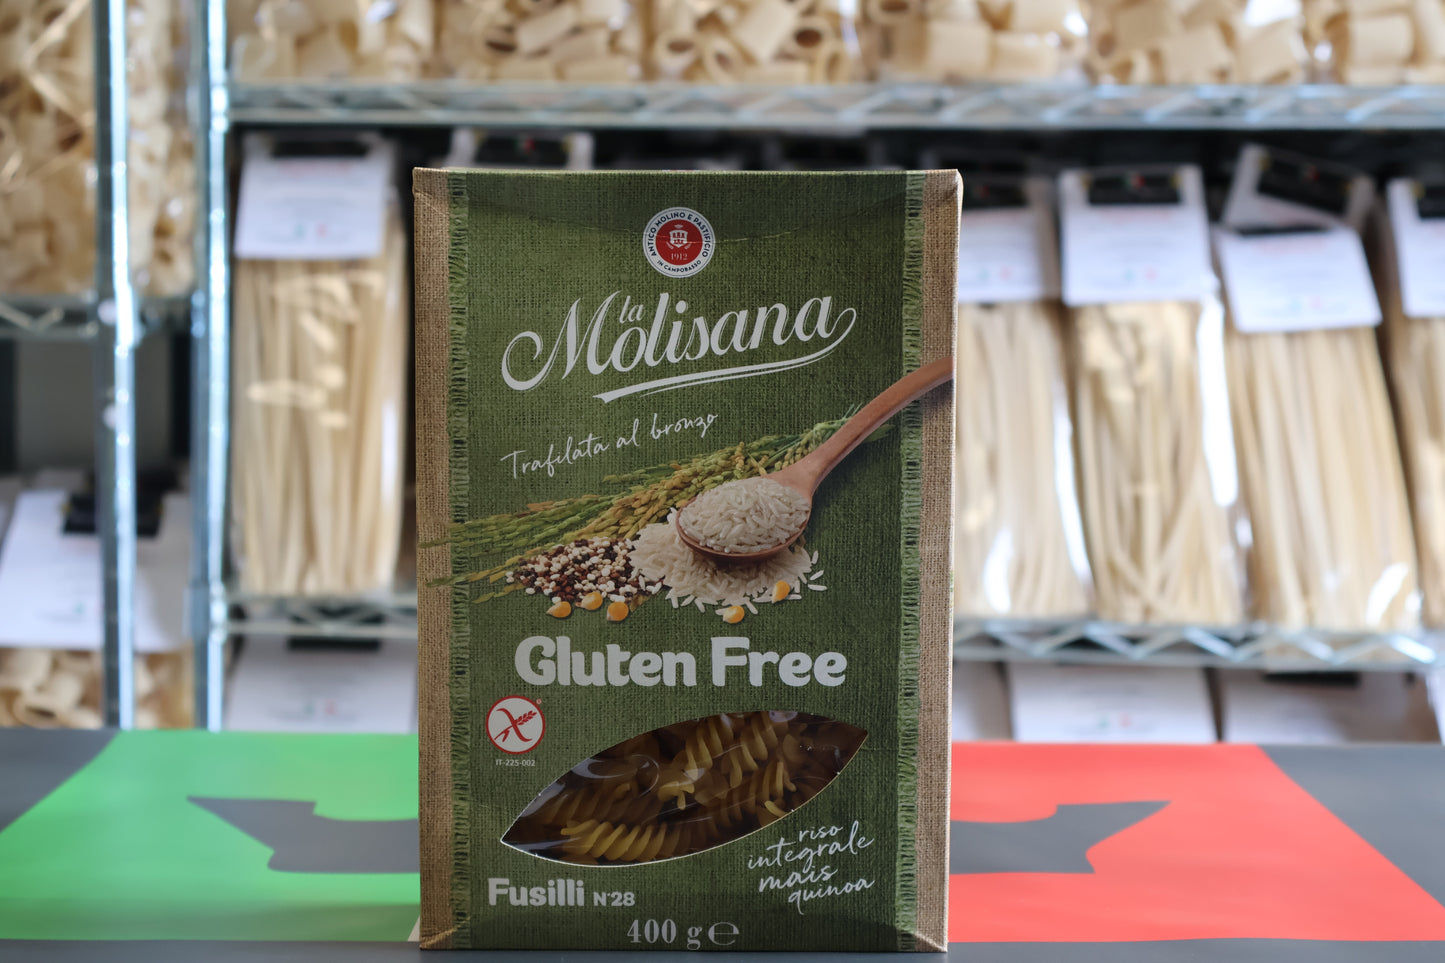 ANTICO MOLINO E PASTIFICIO
1912
IN CAMPOBASSO
la
Molisana
Trafilata al bronzo
Gluten Free
IT-225-002
riso
integrale
mais
quinoa
Fusilli N°28
400 g ℮